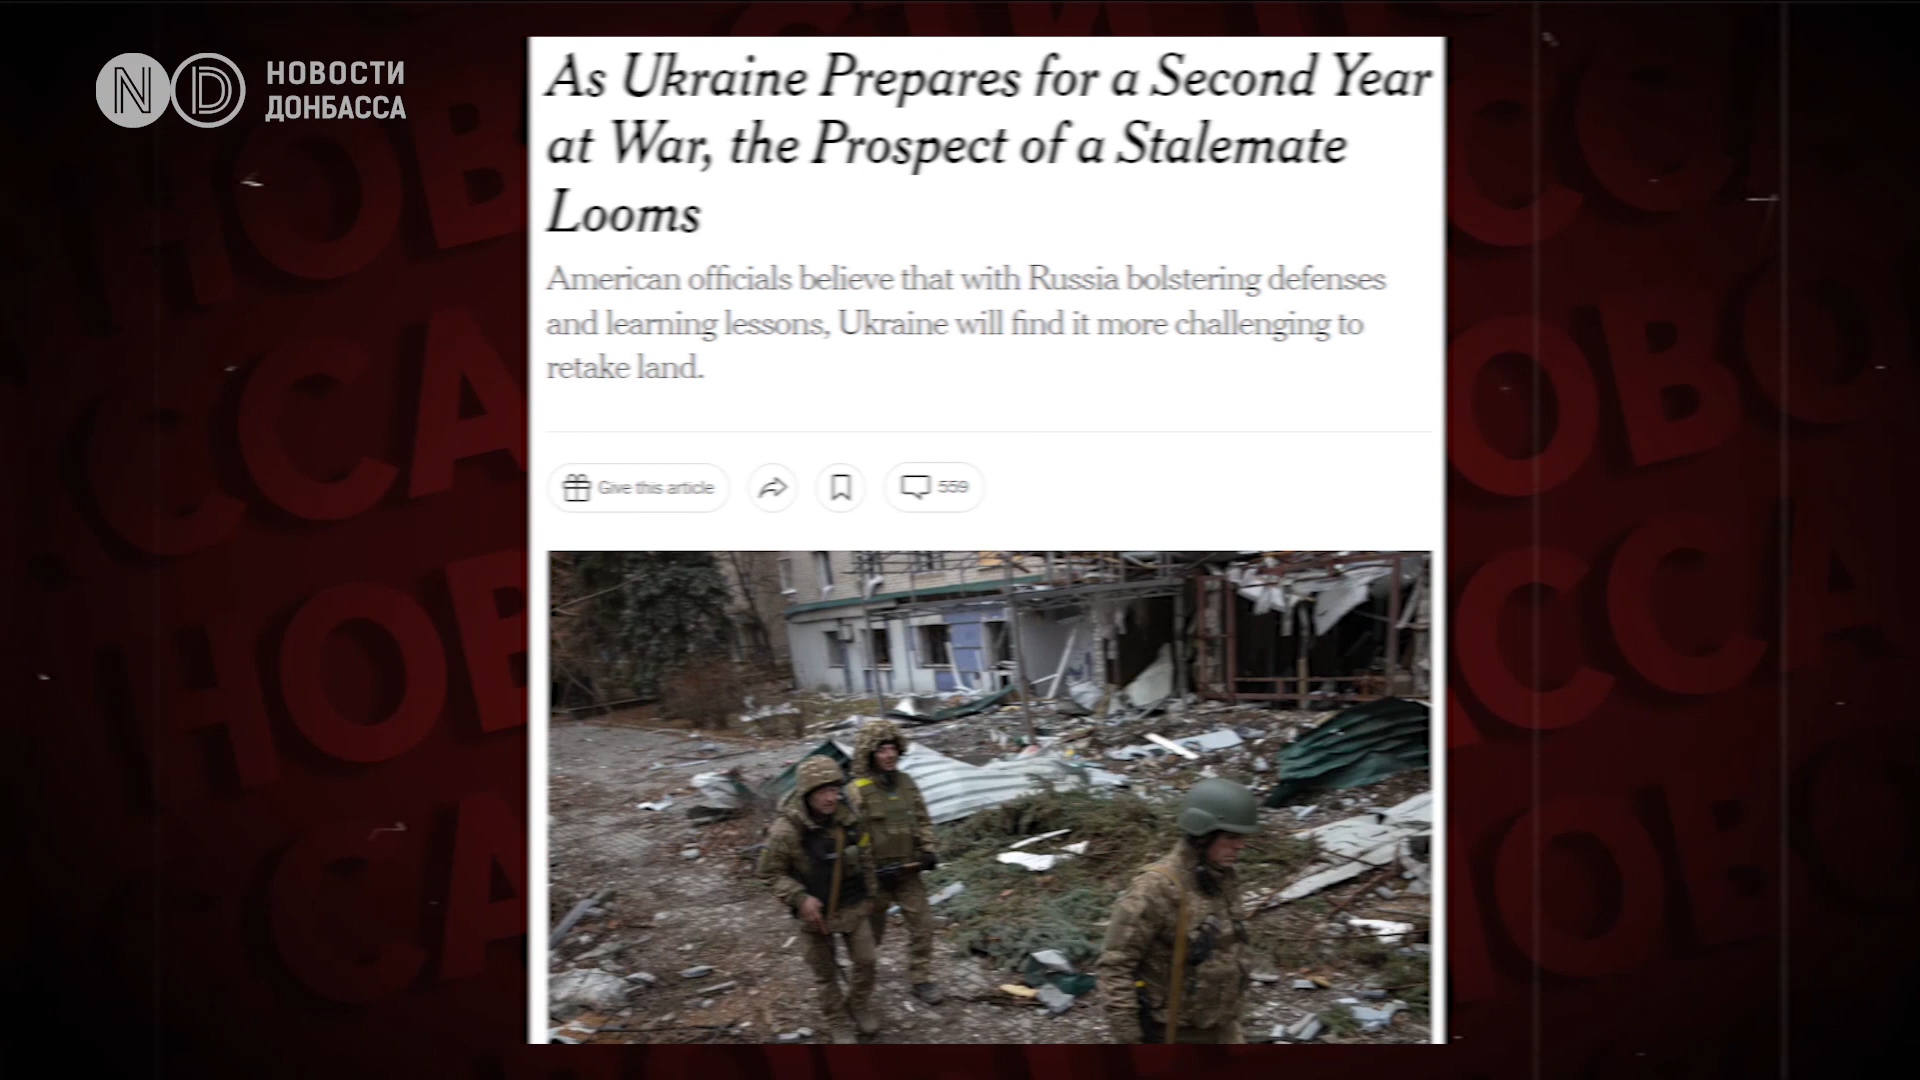 НОВОСТИ
ДОНБАССА
As Ukraine Prepares for a Second Year
at War, the Prospect of a Stalemate
Looms
American officials believe that with Russia bolstering defenses
and learning lessons, Ukraine will find it more challenging to
retake land.
Give this article
559